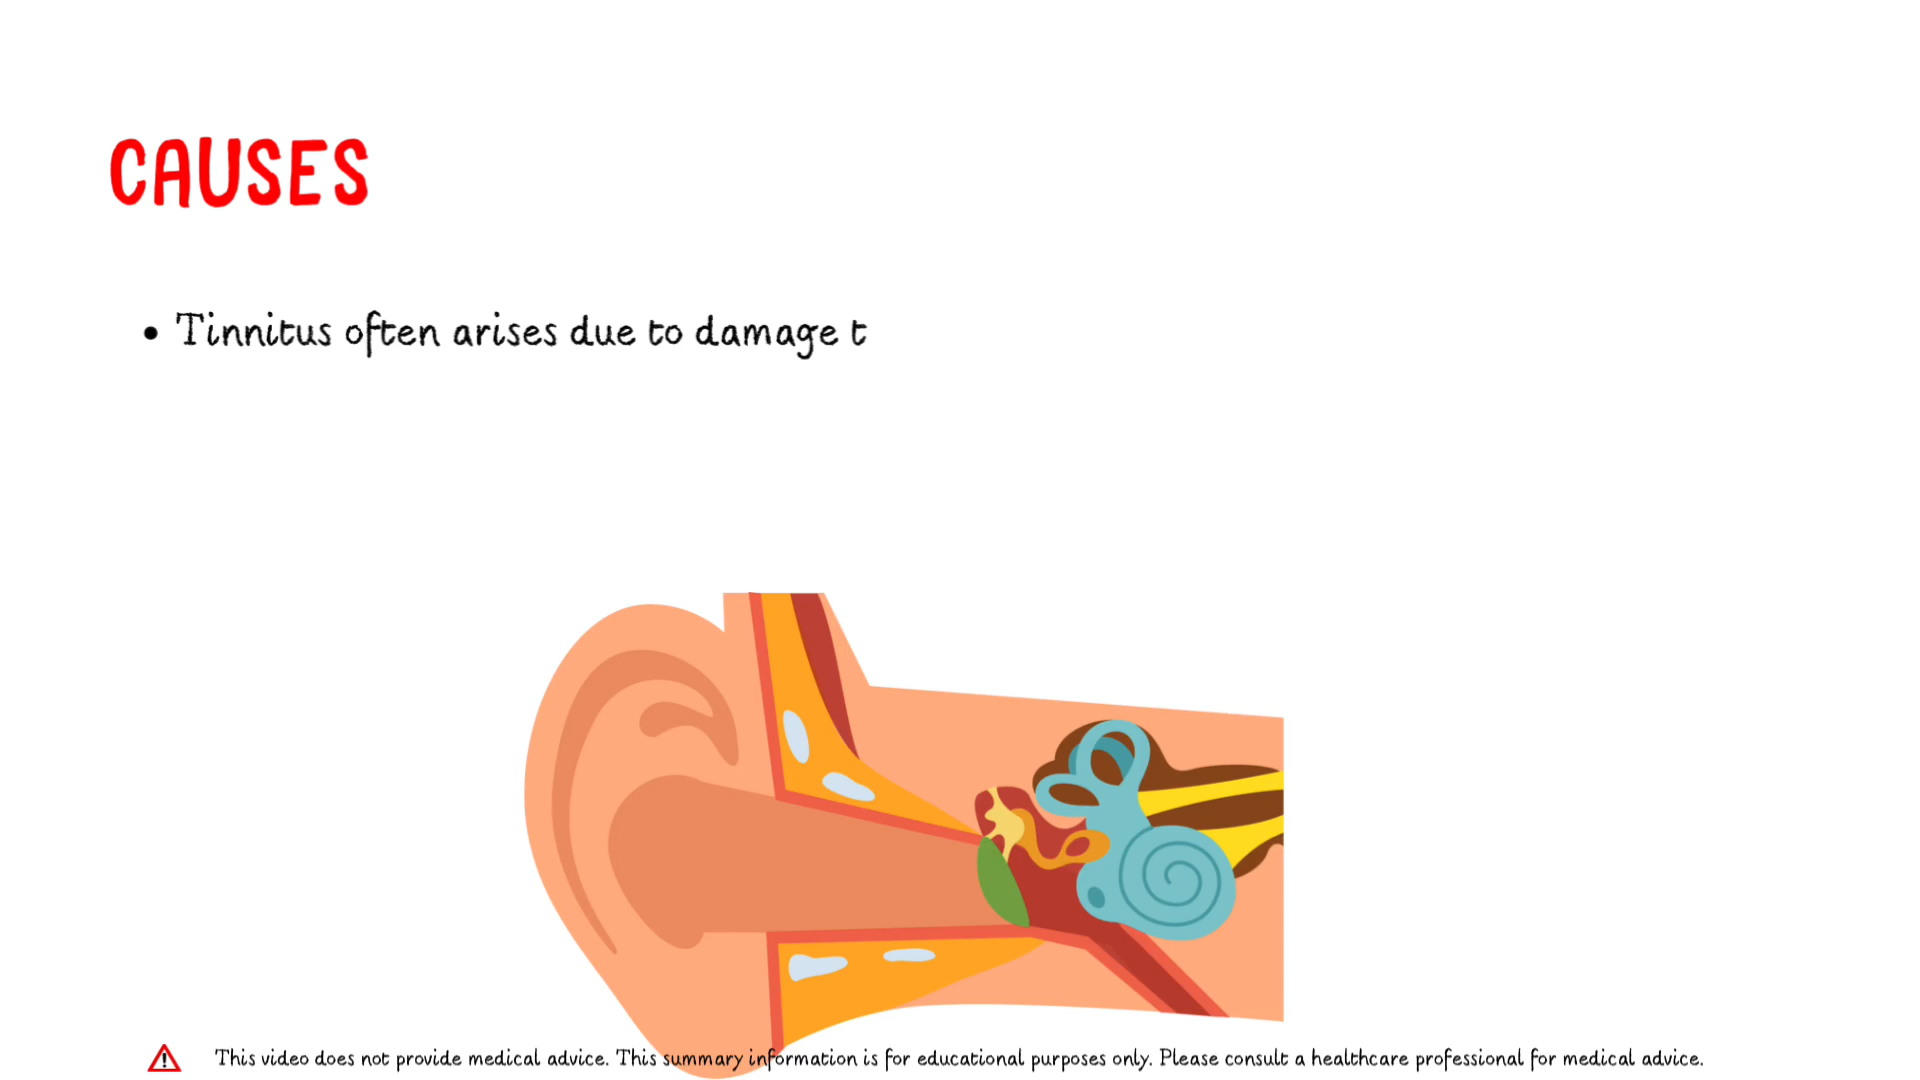 CAUSES
• Tinnitus often arises due to damage t
This video does not provide medical advice. This summary information is for educational purposes only. Please consult a healthcare professional for medical advice.